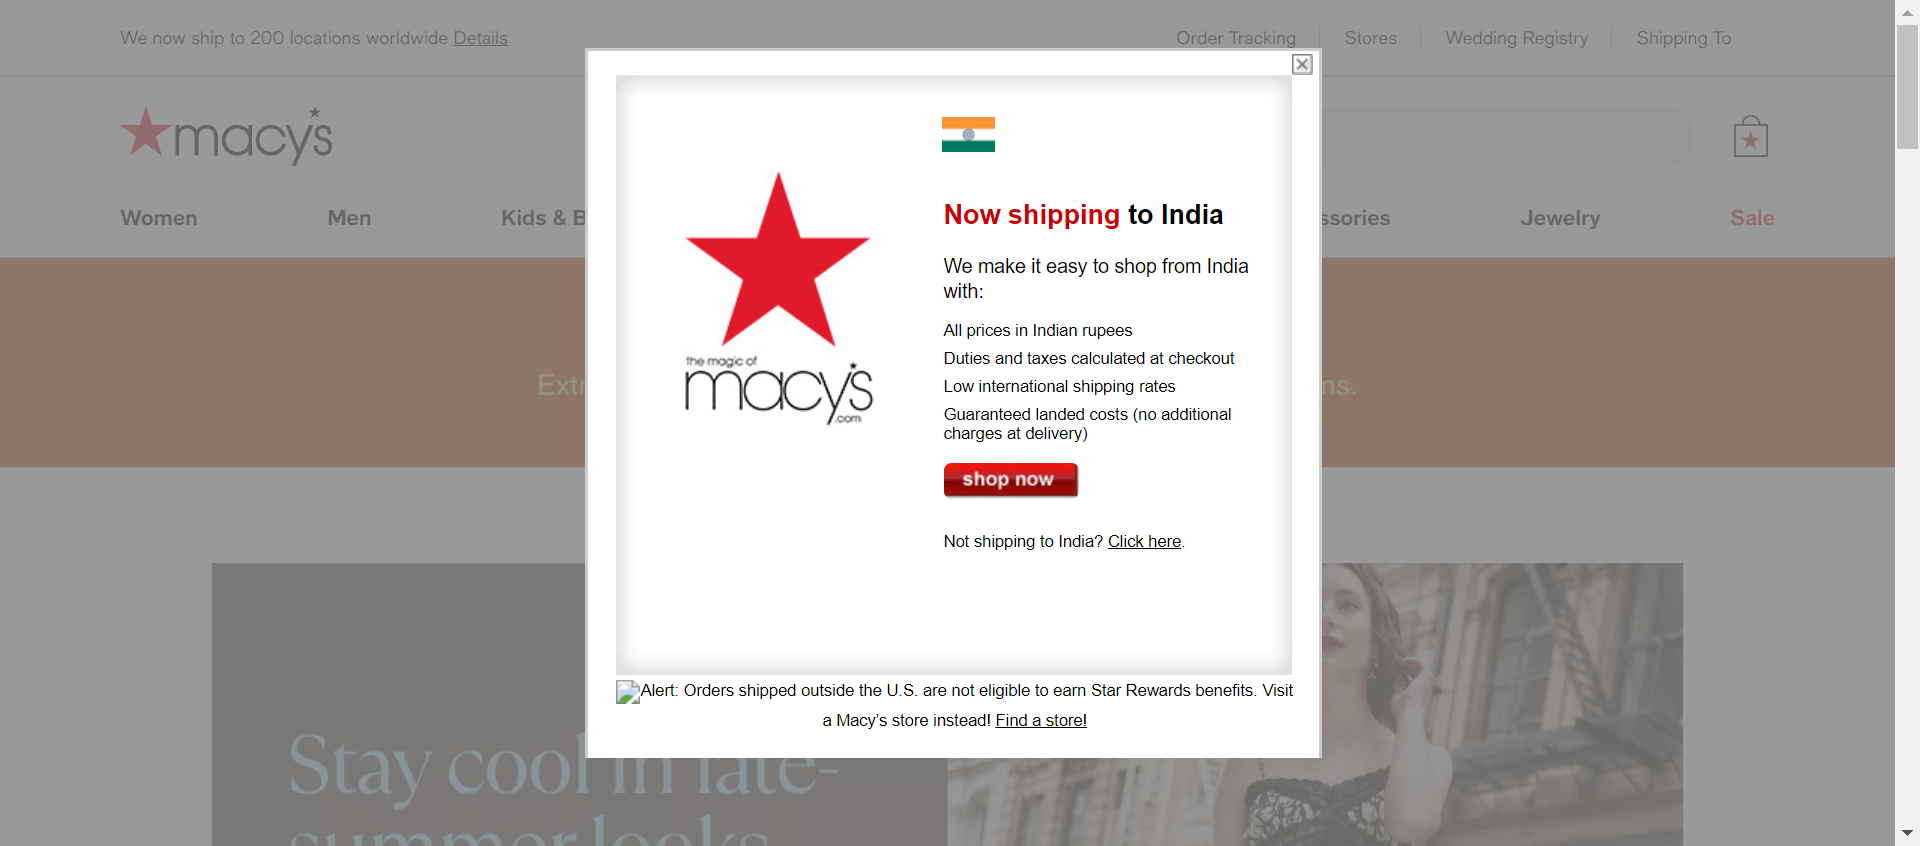 We now ship to 200 locations worldwide Details
Order Tracking
Stores
Wedding Registry
Shipping To
macy's
Women
Men
Kids & B
ssories
Jewelry
Sale
Extr
ns.
Now shipping to India
We make it easy to shop from India
with:
All prices in Indian rupees
Duties and taxes calculated at checkout
Low international shipping rates
Guaranteed landed costs (no additional
charges at delivery)
the magic of
macy's
.com
shop now
Not shipping to India? Click here.
Alert: Orders shipped outside the U.S. are not eligible to earn Star Rewards benefits. Visit
a Macy’s store instead! Find a store!
Stay cool in late-
summer looks